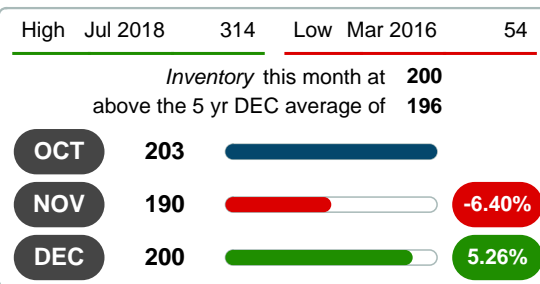 High Jul 2018 314 Low Mar 2016 54
Inventory this month at 200
above the 5 yr DEC average of 196
OCT 203
NOV 190 -6.40%
DEC 200 5.26%